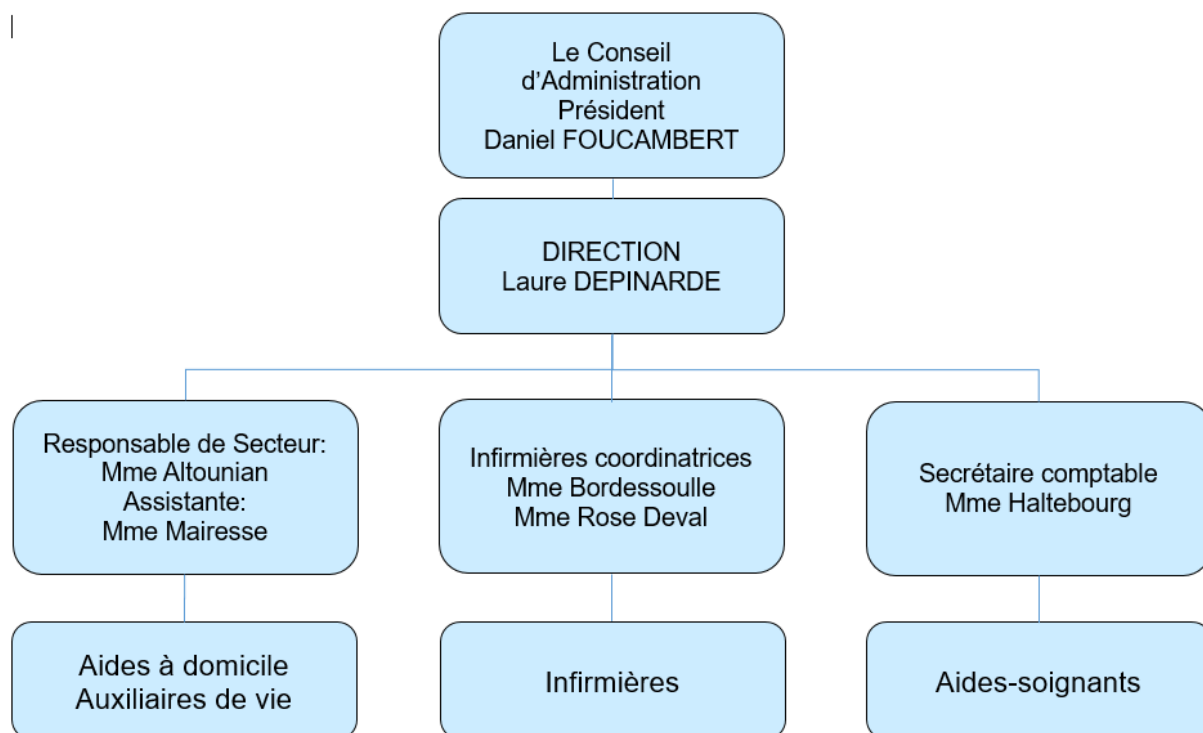 Le Conseil
d'Administration
Président
Daniel FOUCAMBERT
DIRECTION
Laure DEPINARDE
Responsable de Secteur:
Mme Altounian
Assistante:
Mme Mairesse
Infirmières coordinatrices
Mme Bordessoulle
Mme Rose Deval
Secrétaire comptable
Mme Haltebourg
Aides à domicile
Auxiliaires de vie
Infirmières
Aides-soignants